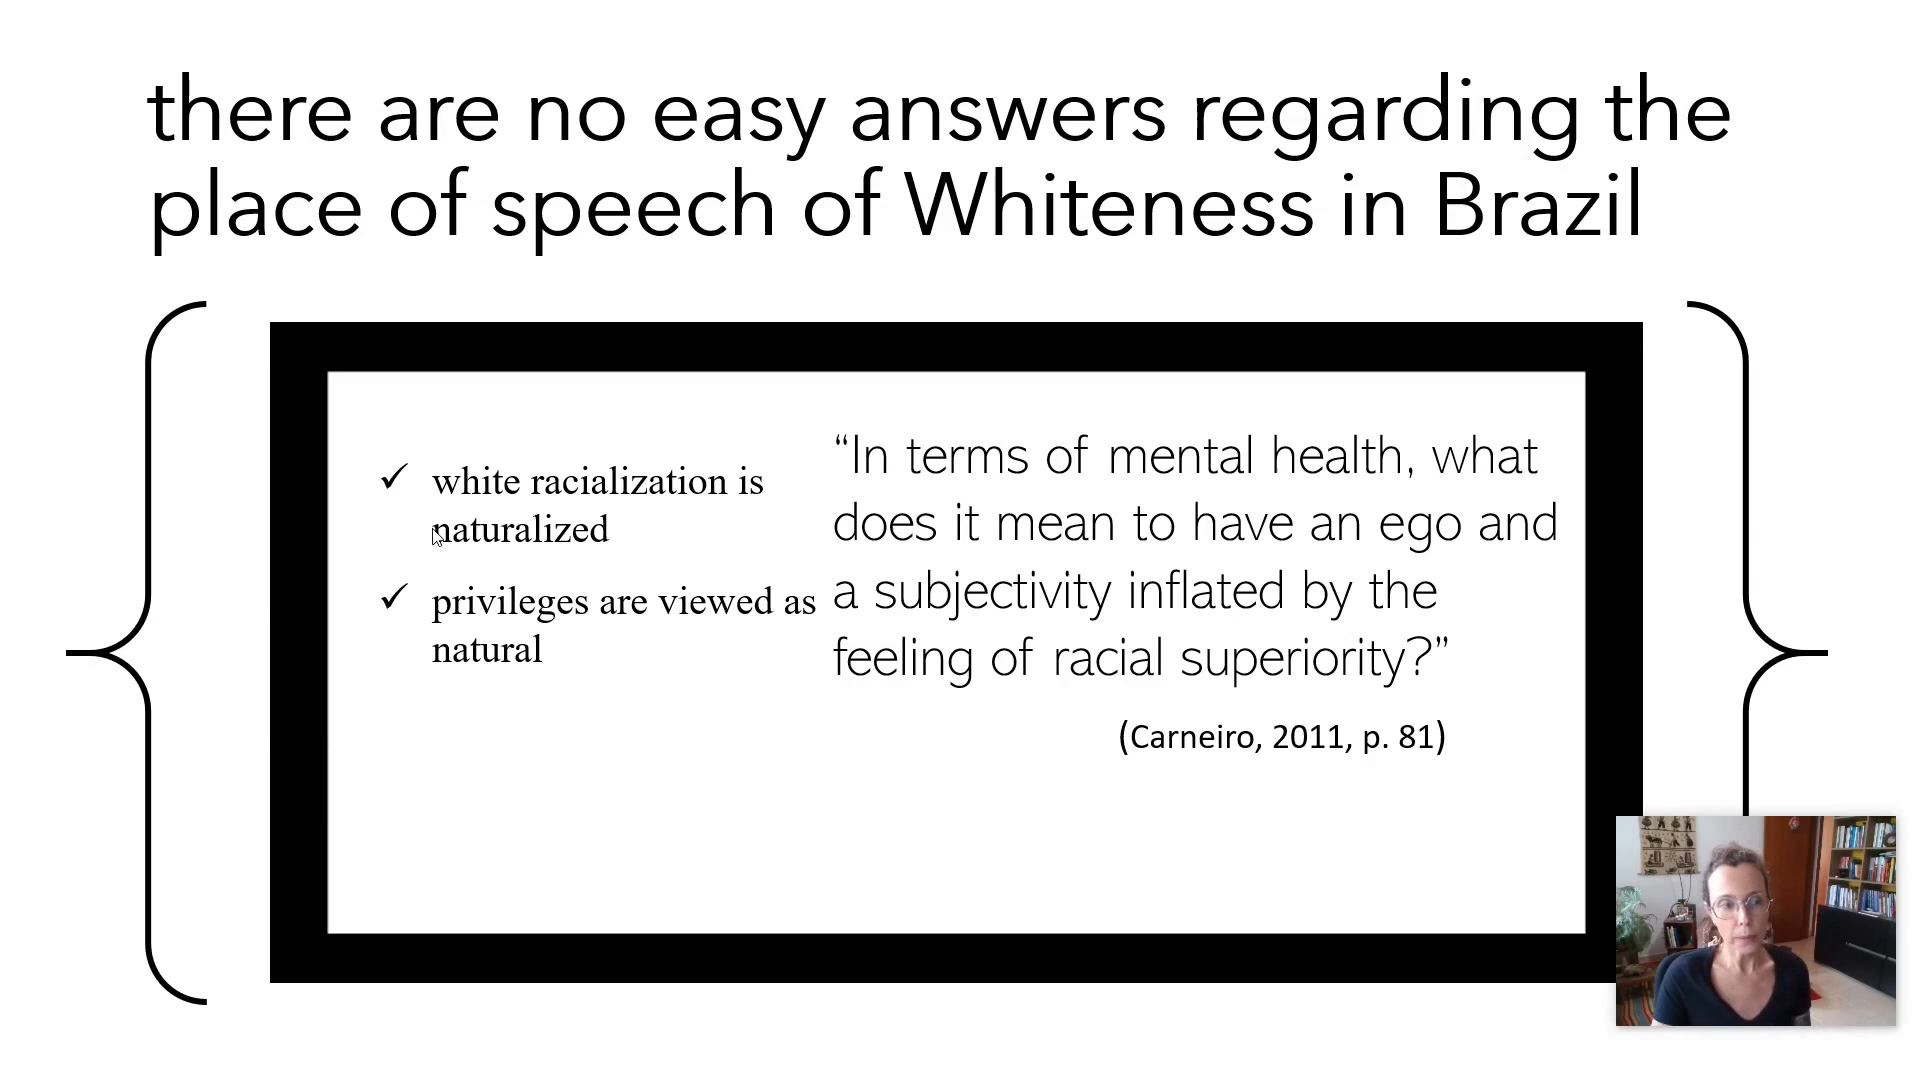 there are no easy answers regarding the
place of speech of Whiteness in Brazil
✓ white racialization is
naturalized
✓ privileges are viewed as
natural
“In terms of mental health, what
does it mean to have an ego and
a subjectivity inflated by the
feeling of racial superiority?”
(Carneiro, 2011, p. 81)